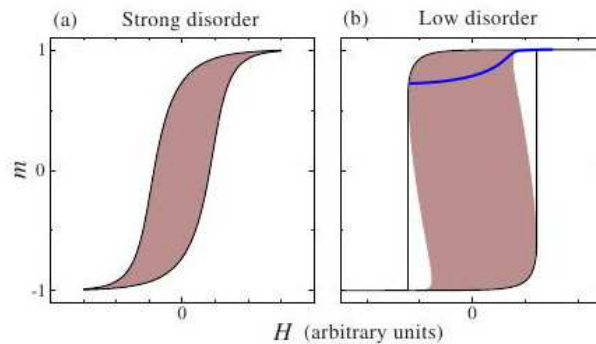 (a) Strong disorder
(b) Low disorder
1
m
0
-1
0
0
H (arbitrary units)